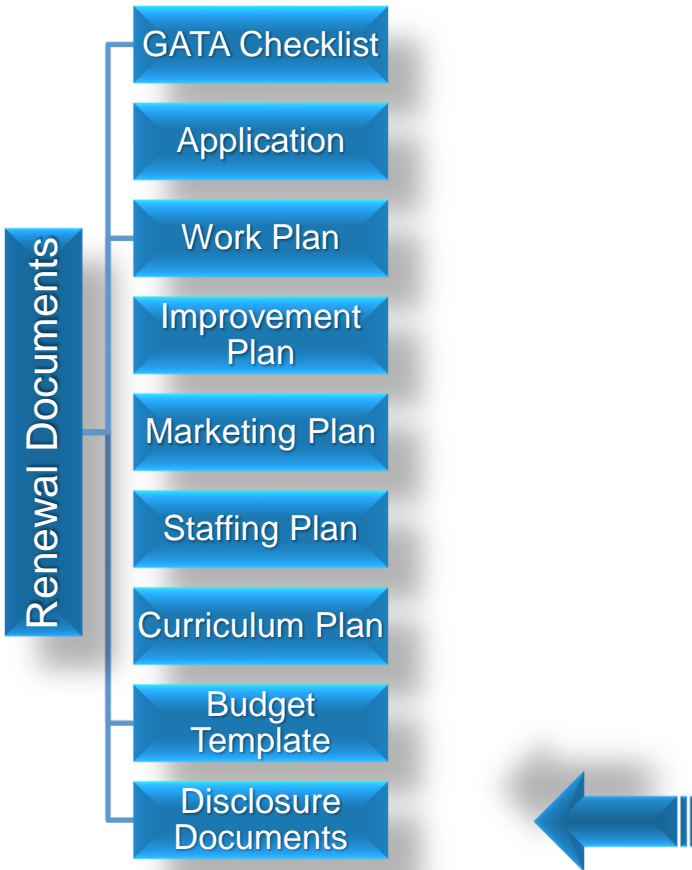 Renewal Documents
GATA Checklist
Application
Work Plan
Improvement
Plan
Marketing Plan
Staffing Plan
Curriculum Plan
Budget
Template
Disclosure
Documents